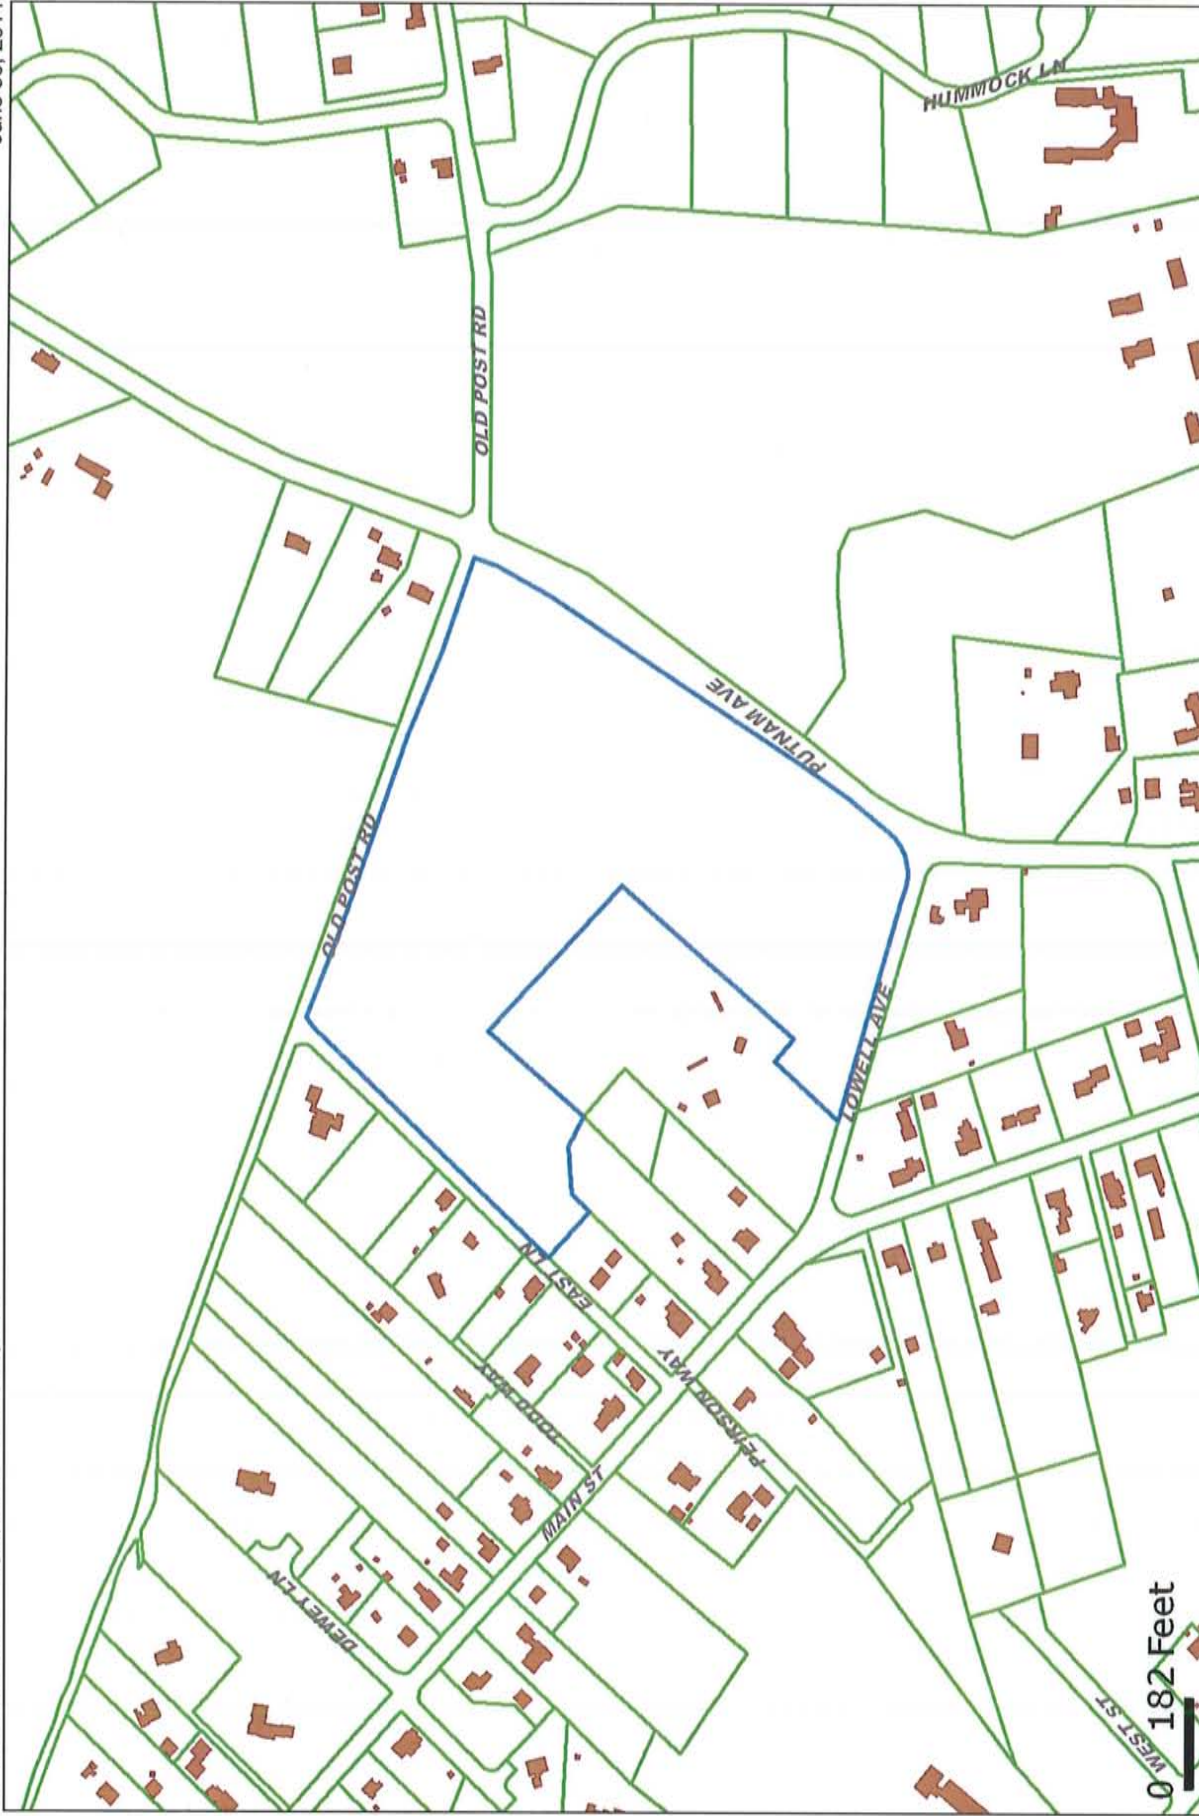 HUMMOCK LN
OLD POST RD
PUTNAM AVE
OLD POST RD
LOWELL AVE
EAST LN
TODD WAY
PEIRSON WAY
MAIN ST
DEWEY LN
WEST ST
0 182 Feet